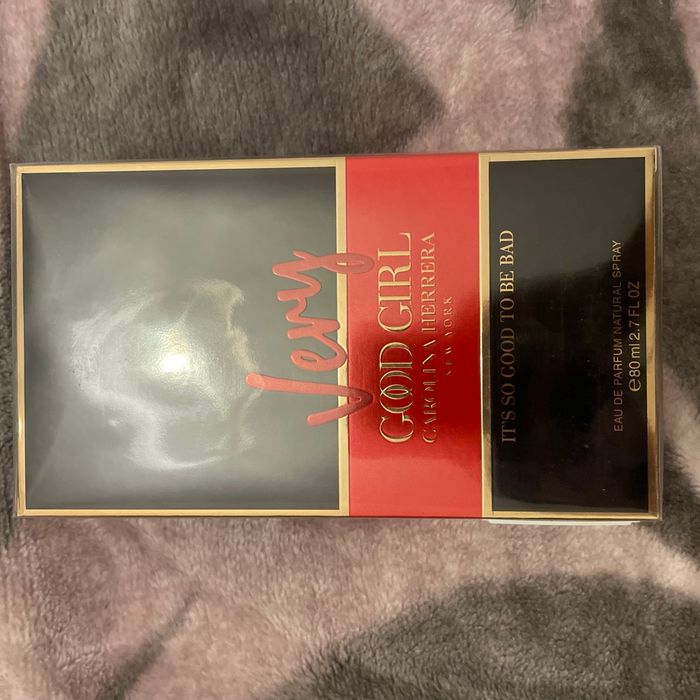 Very
GOOD GIRL
CAROLINA HERRERA
NEW YORK
IT'S SO GOOD TO BE BAD
EAU DE PARFUM NATURAL SPRAY
℮80 ml 2.7 FL OZ